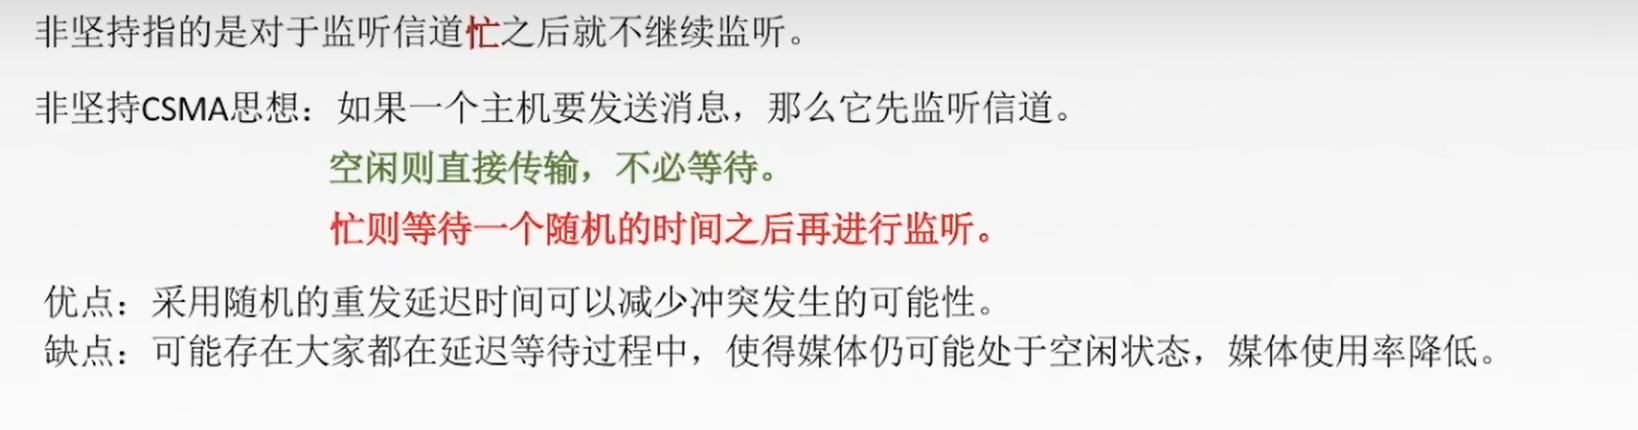 非坚持指的是对于监听信道忙之后就不继续监听。
非坚持CSMA思想：如果一个主机要发送消息，那么它先监听信道。
空闲则直接传输，不必等待。
忙则等待一个随机的时间之后再进行监听。
优点：采用随机的重发延迟时间可以减少冲突发生的可能性。
缺点：可能存在大家都在延迟等待过程中，使得媒体仍可能处于空闲状态，媒体使用率降低。